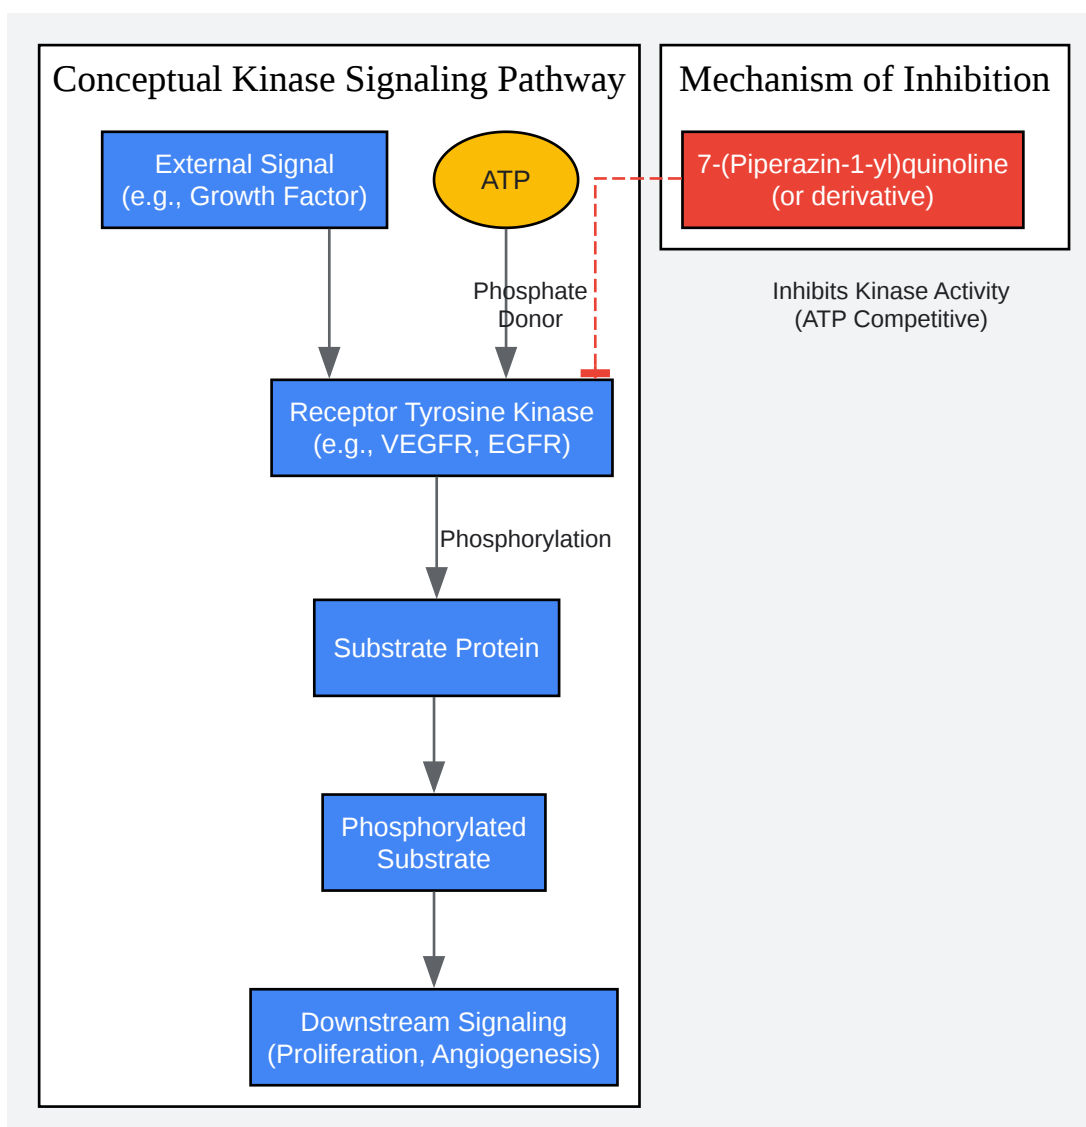 Conceptual Kinase Signaling Pathway
Mechanism of Inhibition
External Signal
(e.g., Growth Factor)
ATP
7-(Piperazin-1-yl)quinoline
(or derivative)
Phosphate
Donor
Inhibits Kinase Activity
(ATP Competitive)
Receptor Tyrosine Kinase
(e.g., VEGFR, EGFR)
Phosphorylation
Substrate Protein
Phosphorylated
Substrate
Downstream Signaling
(Proliferation, Angiogenesis)